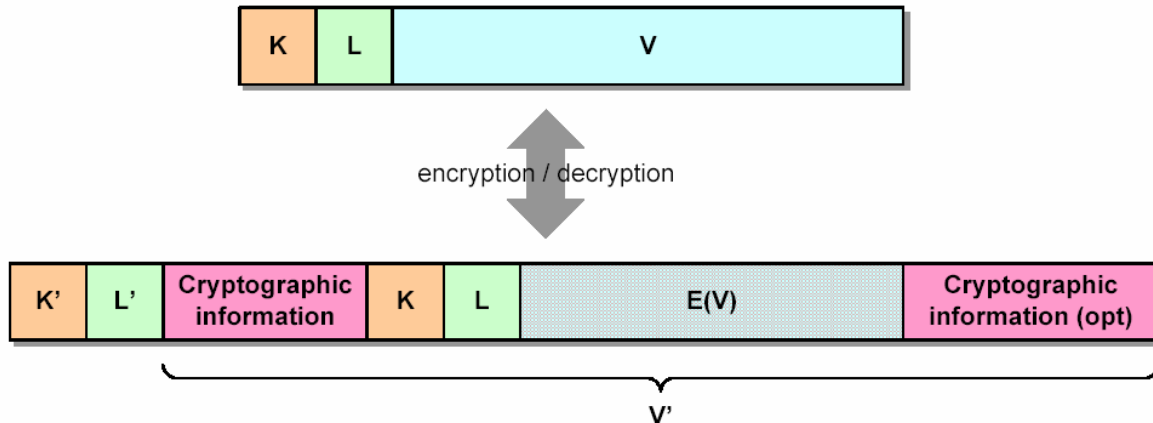 K L V
encryption / decryption
K' L' Cryptographic information K L E(V) Cryptographic information (opt)
V'